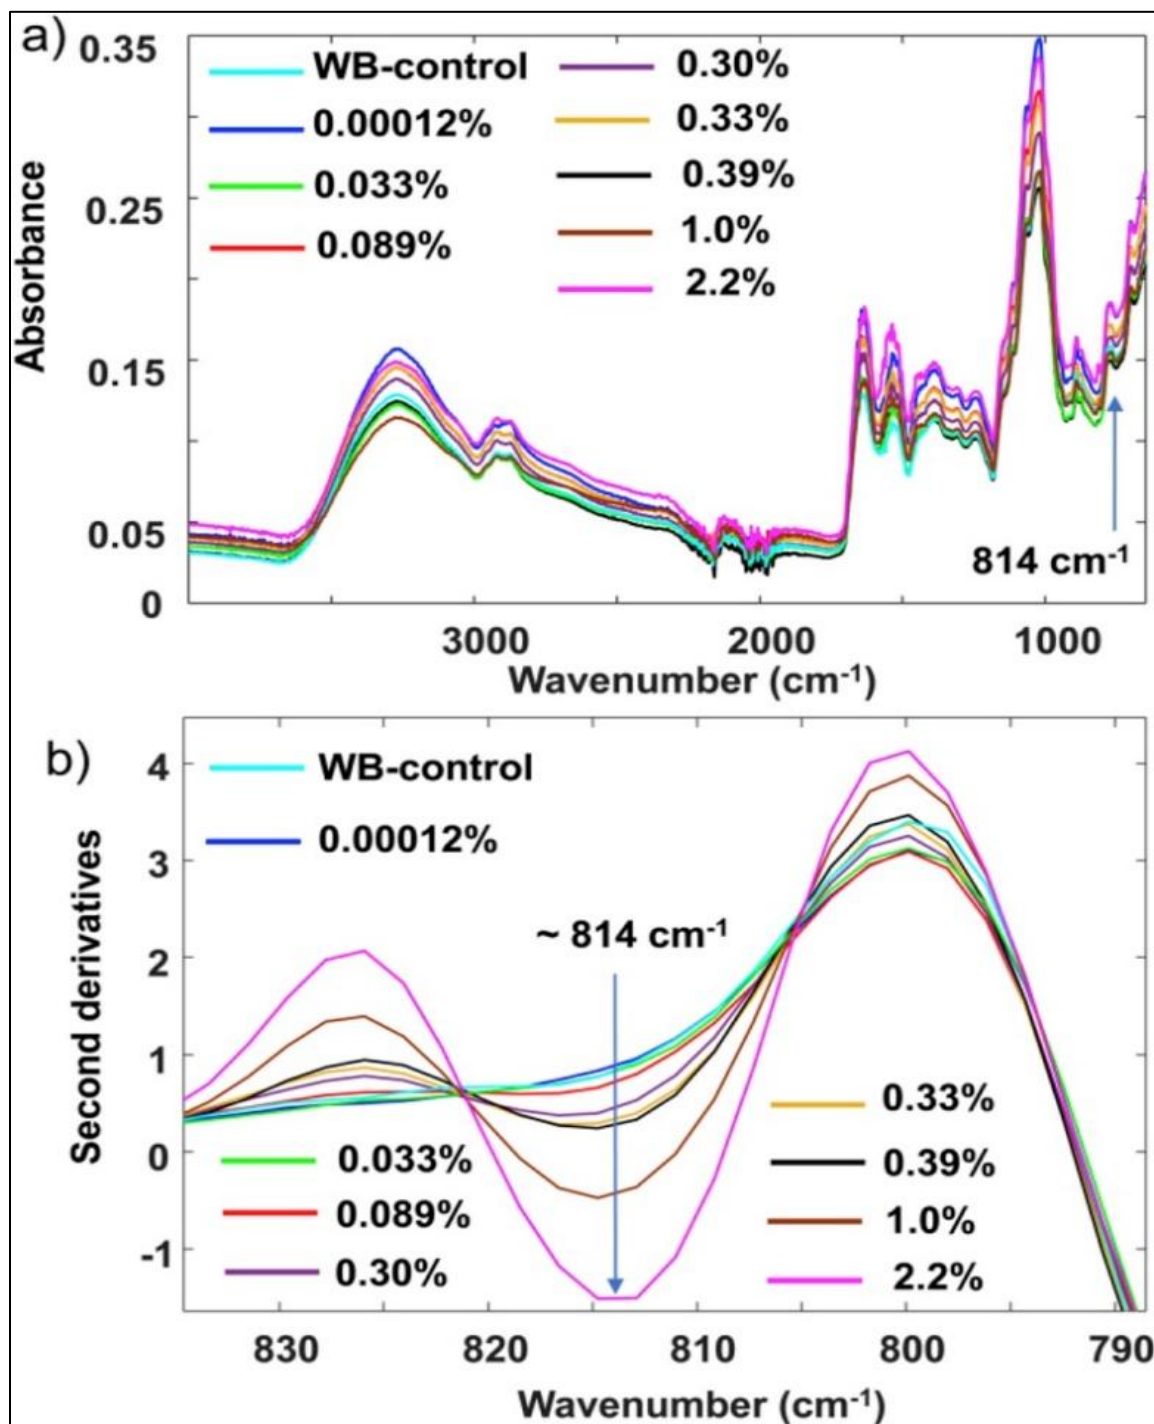 a)
0.35
0.25
0.15
0.05
0
Absorbance
WB-control
0.00012%
0.033%
0.089%
0.30%
0.33%
0.39%
1.0%
2.2%
814 cm-1
3000 2000 1000
Wavenumber (cm-1)
b)
4
3
2
1
0
-1
Second derivatives
WB-control
0.00012%
~ 814 cm-1
0.033%
0.089%
0.30%
0.33%
0.39%
1.0%
2.2%
830 820 810 800 790
Wavenumber (cm-1)